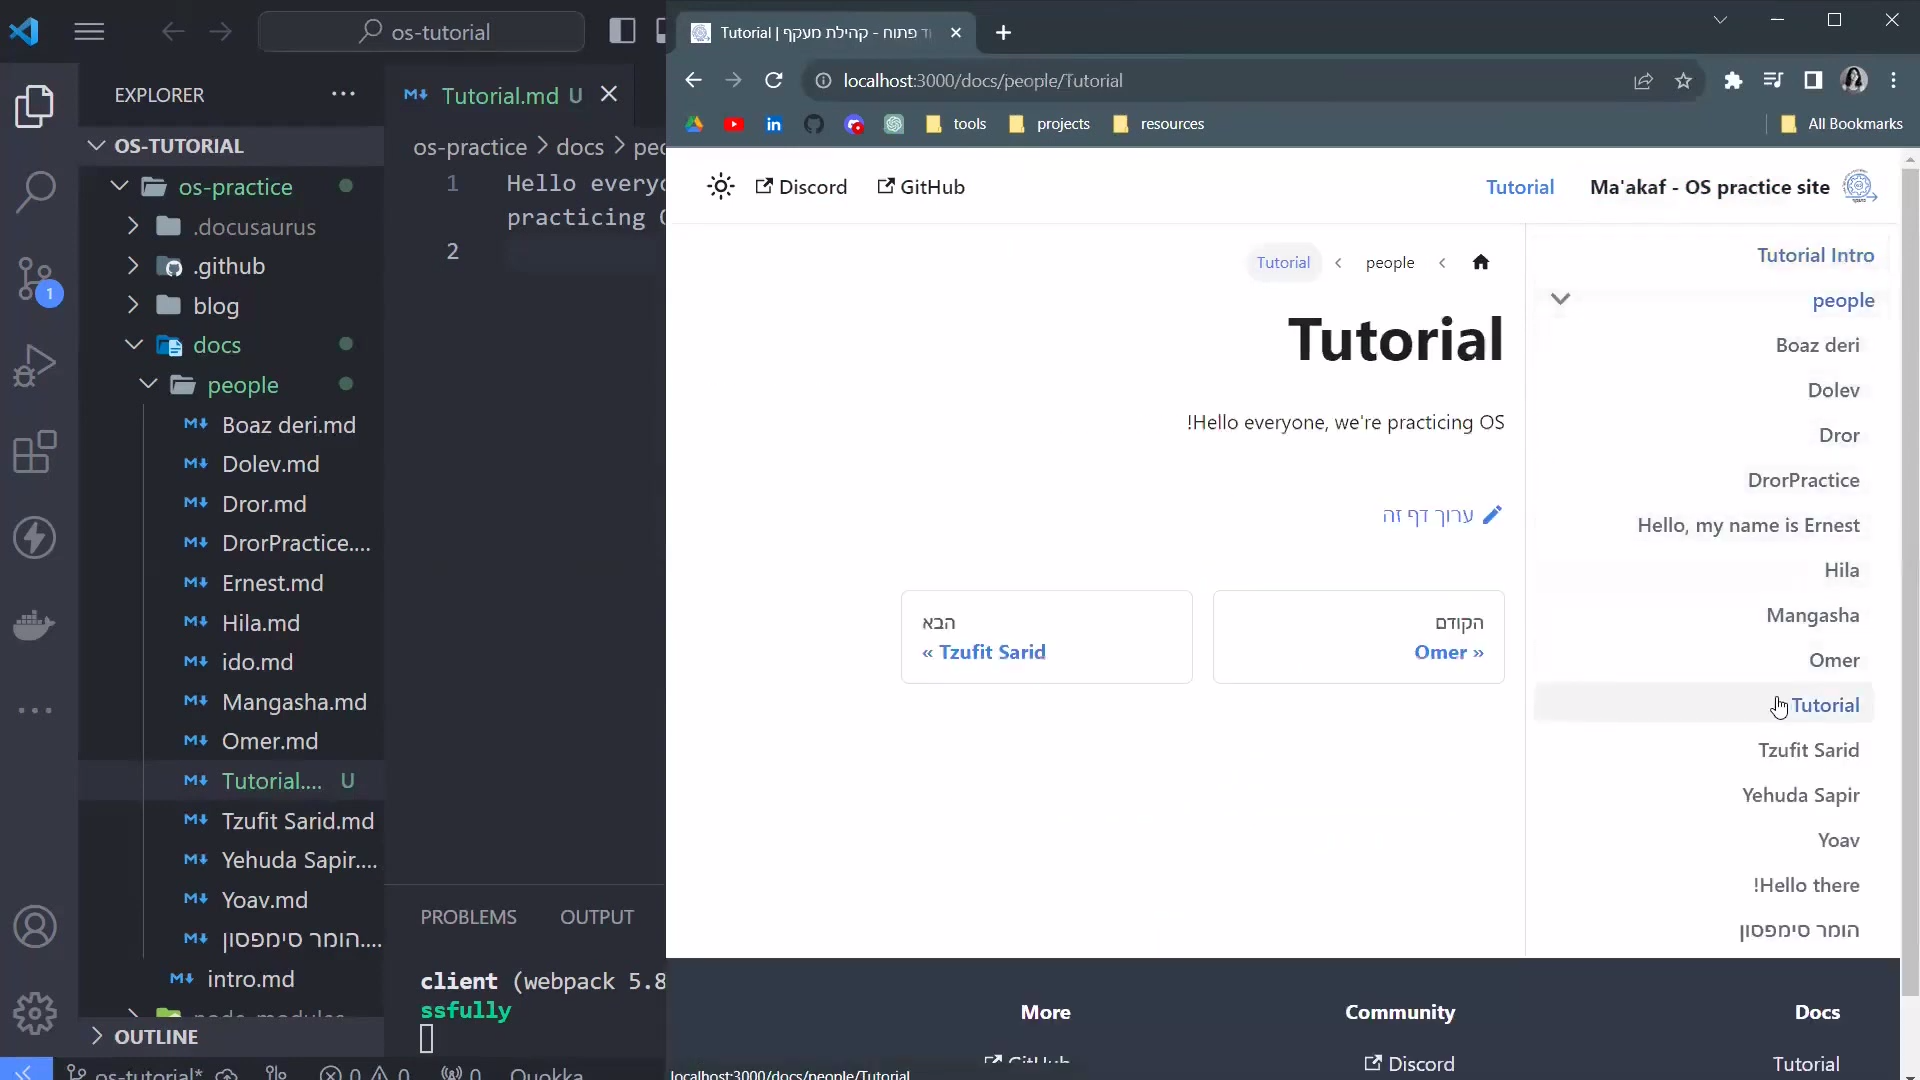 os-tutorial
EXPLORER
OS-TUTORIAL
os-practice
.docusaurus
.github
blog
docs
people
Boaz deri.md
Dolev.md
Dror.md
DrorPractice....
Ernest.md
Hila.md
ido.md
Mangasha.md
Omer.md
Tutorial.... U
Tzufit Sarid.md
Yehuda Sapir....
Yoav.md
הומר סימפסון....
intro.md
OUTLINE
1
os-tutorial*
0 0 0 Quokka
Tutorial.md U
os-practice > docs > peo
1 Hello everyo
practicing
2
PROBLEMS OUTPUT
client (webpack 5.8
ssfully
Tutorial | וד פתוח - קהילת מעקף
localhost:3000/docs/people/Tutorial
tools projects resources All Bookmarks
Discord GitHub Tutorial Ma'akaf - OS practice site
Tutorial people
Tutorial
!Hello everyone, we're practicing OS
ערוך דף זה
הקודם
Omer »
הבא
« Tzufit Sarid
Tutorial Intro
people
Boaz deri
Dolev
Dror
DrorPractice
Hello, my name is Ernest
Hila
Mangasha
Omer
Tutorial
Tzufit Sarid
Yehuda Sapir
Yoav
!Hello there
הומר סימפסון
More Community Docs
GitHub Discord Tutorial
localhost:3000/docs/people/Tutorial